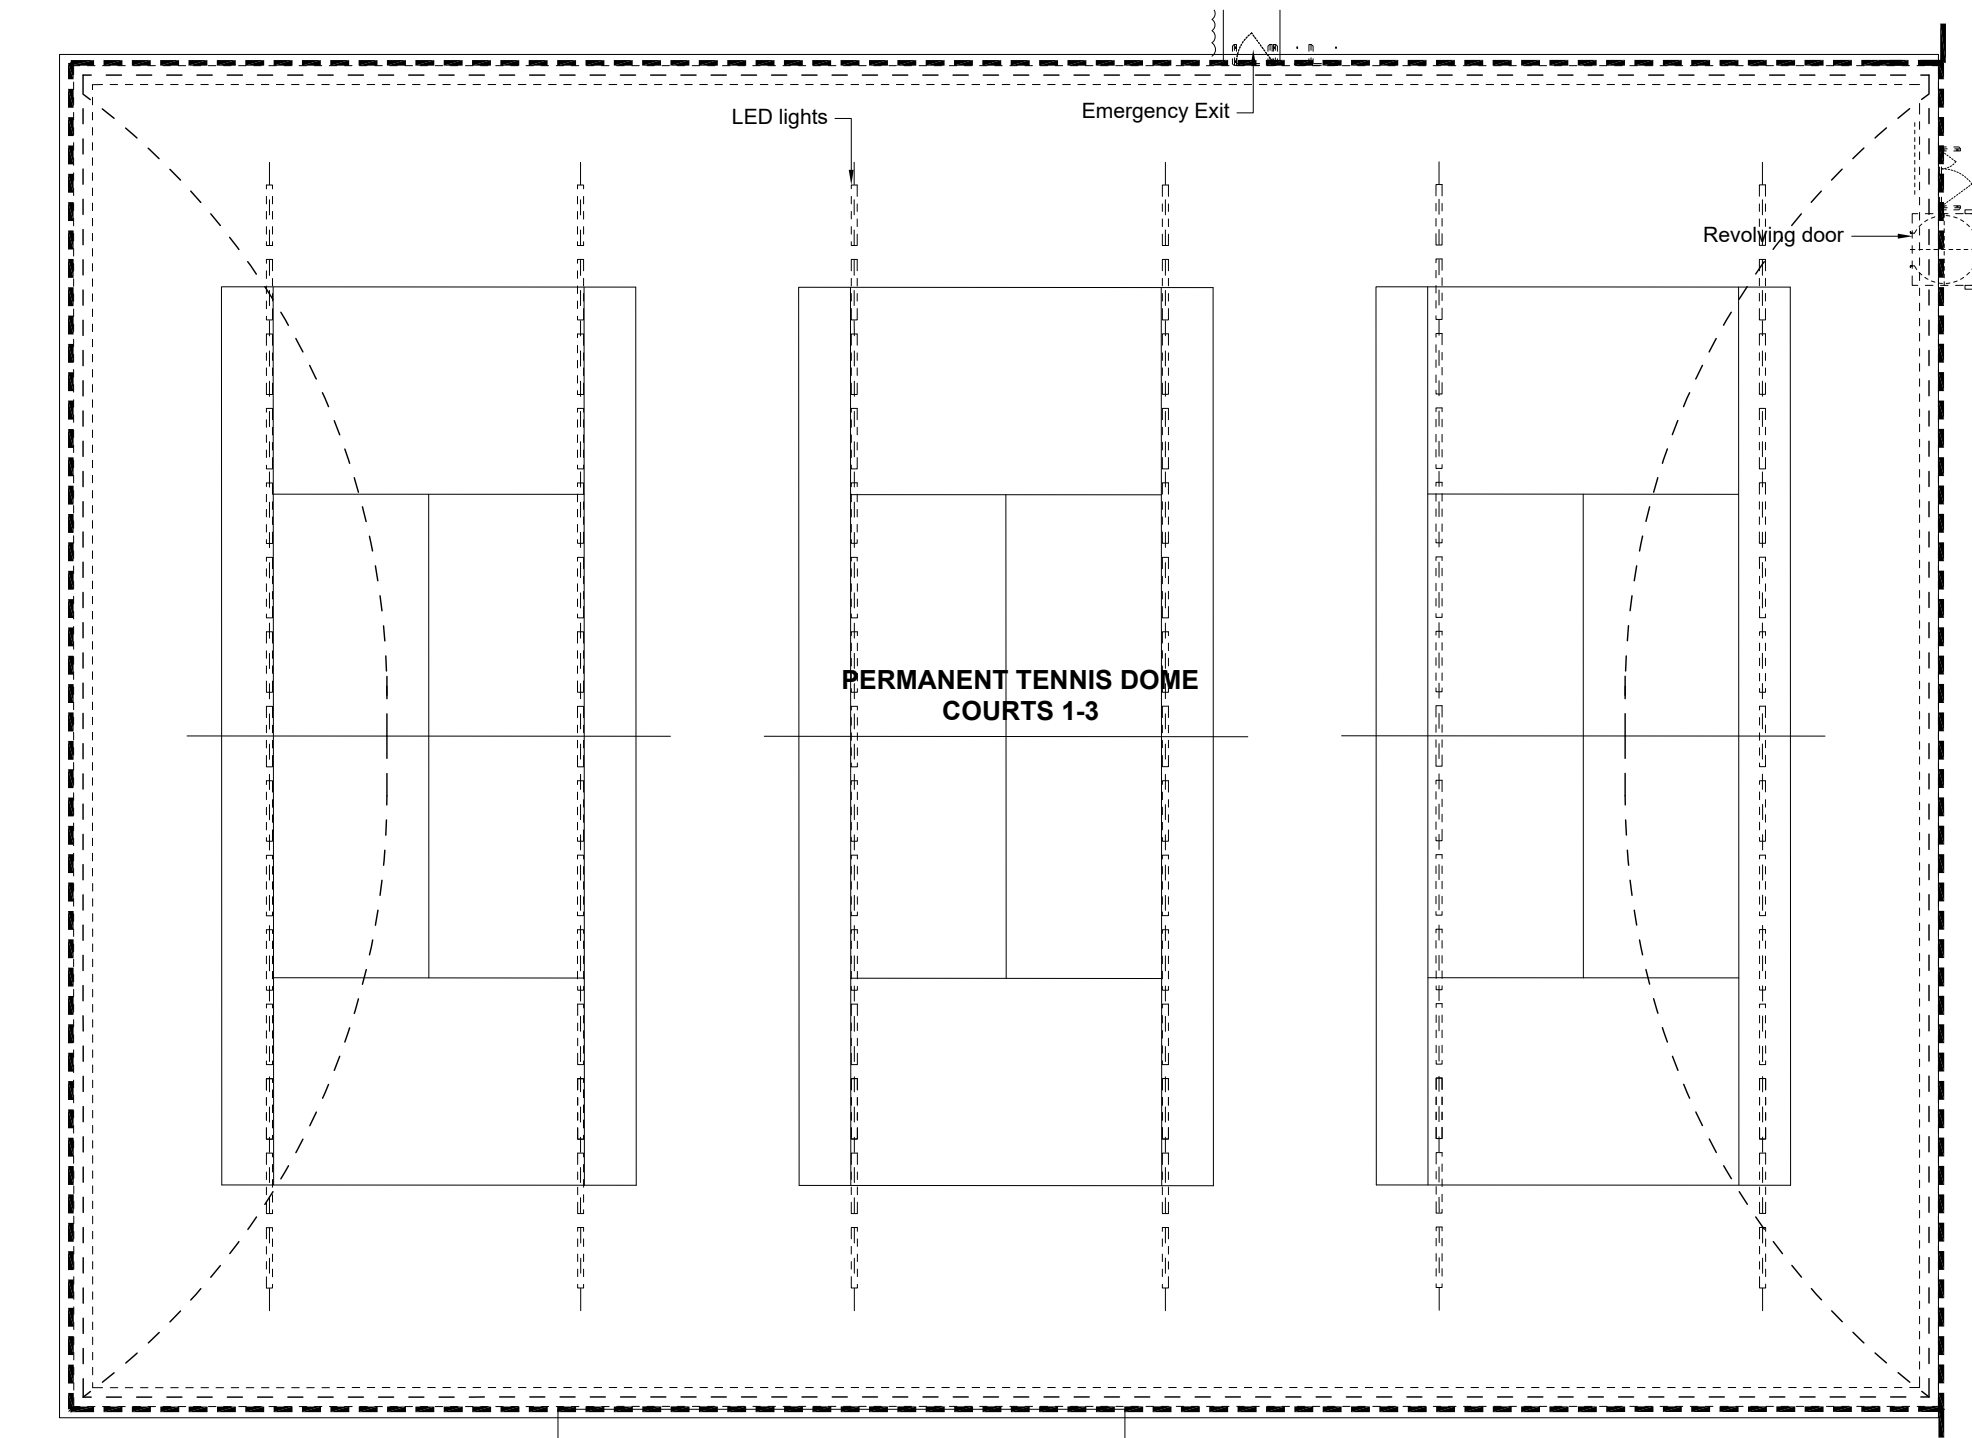 Emergency Exit
LED lights
Revolving door
PERMANENT TENNIS DOME
COURTS 1-3